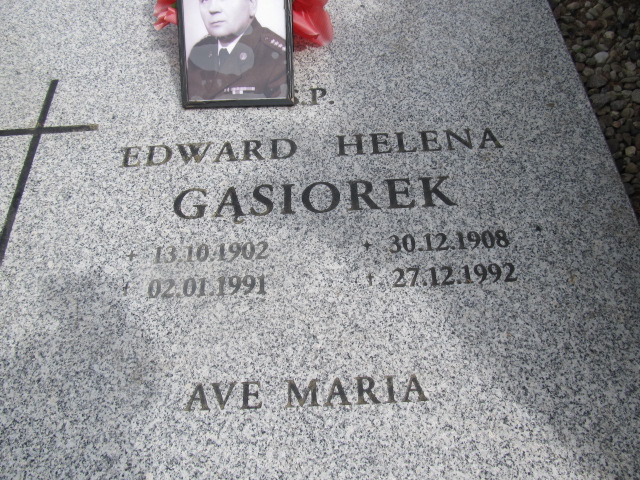 Ś.P.
EDWARD HELENA
GĄSIOREK
+ 13.10.1902 + 30.12.1908
+ 02.01.1991 + 27.12.1992
AVE MARIA